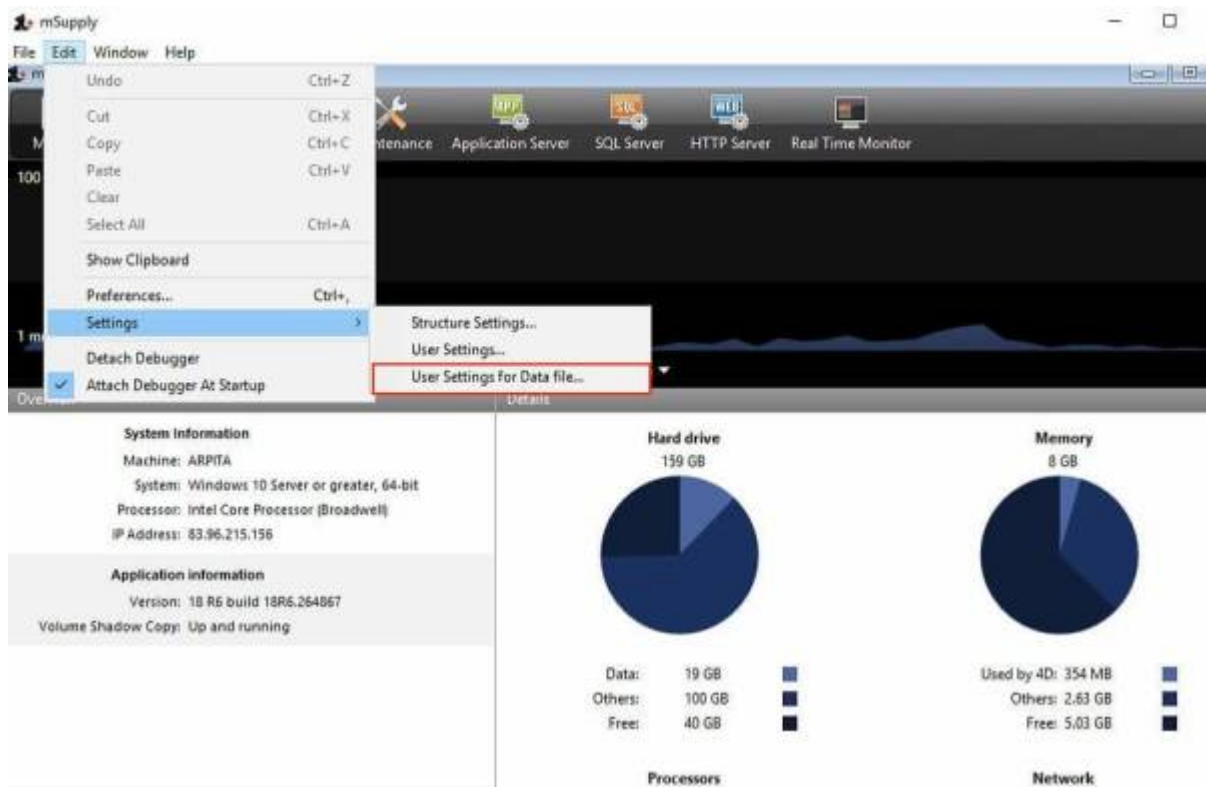 mSupply
File Edit Window Help
Undo Ctrl+Z
Cut Ctrl+X
Copy Ctrl+C
Paste Ctrl+V
Clear
Select All Ctrl+A
Show Clipboard
Preferences... Ctrl+,
Settings
Detach Debugger
Attach Debugger At Startup
Structure Settings...
User Settings...
User Settings for Data file...
Application Server SQL Server HTTP Server Real Time Monitor
100
Details
System Information
Machine: ARPITA
System: Windows 10 Server or greater, 64-bit
Processor: Intel Core Processor (Broadwell)
IP Address: 83.96.215.156
Application information
Version: 18 R6 build 18R6.264867
Volume Shadow Copy: Up and running
Hard drive
159 GB
Data: 19 GB
Others: 100 GB
Free: 40 GB
Memory
8 GB
Used by 4D: 354 MB
Others: 2.63 GB
Free: 5.03 GB
Processors
Network